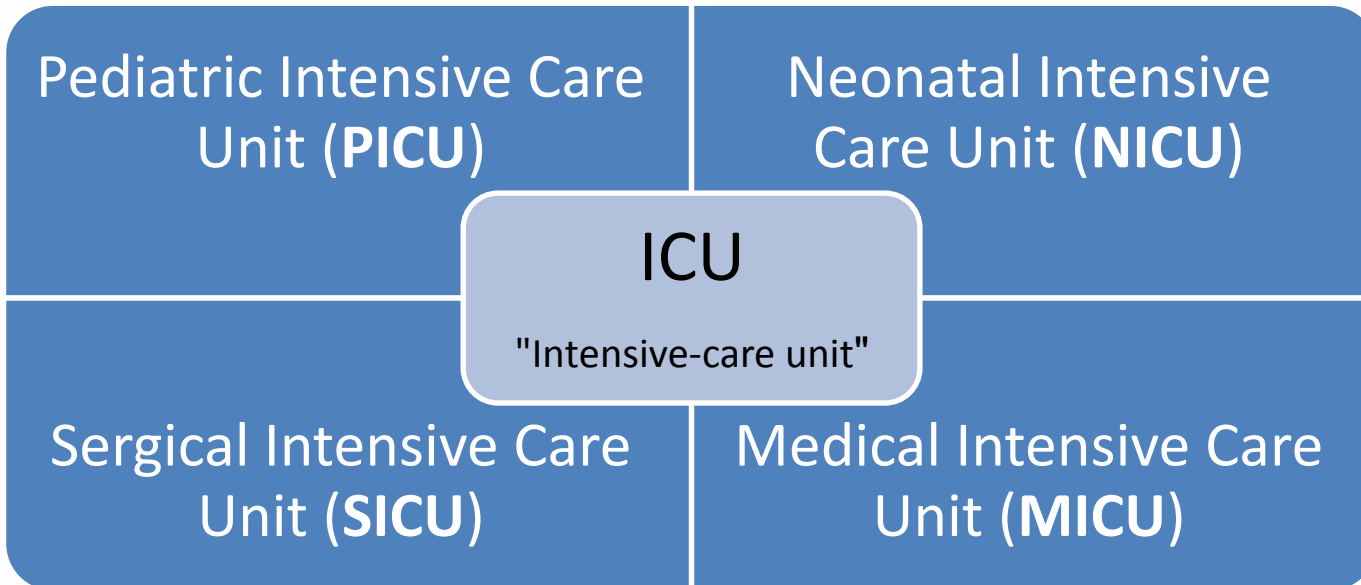 Pediatric Intensive Care
Unit (PICU)
Neonatal Intensive
Care Unit (NICU)
ICU
"Intensive-care unit"
Sergical Intensive Care
Unit (SICU)
Medical Intensive Care
Unit (MICU)